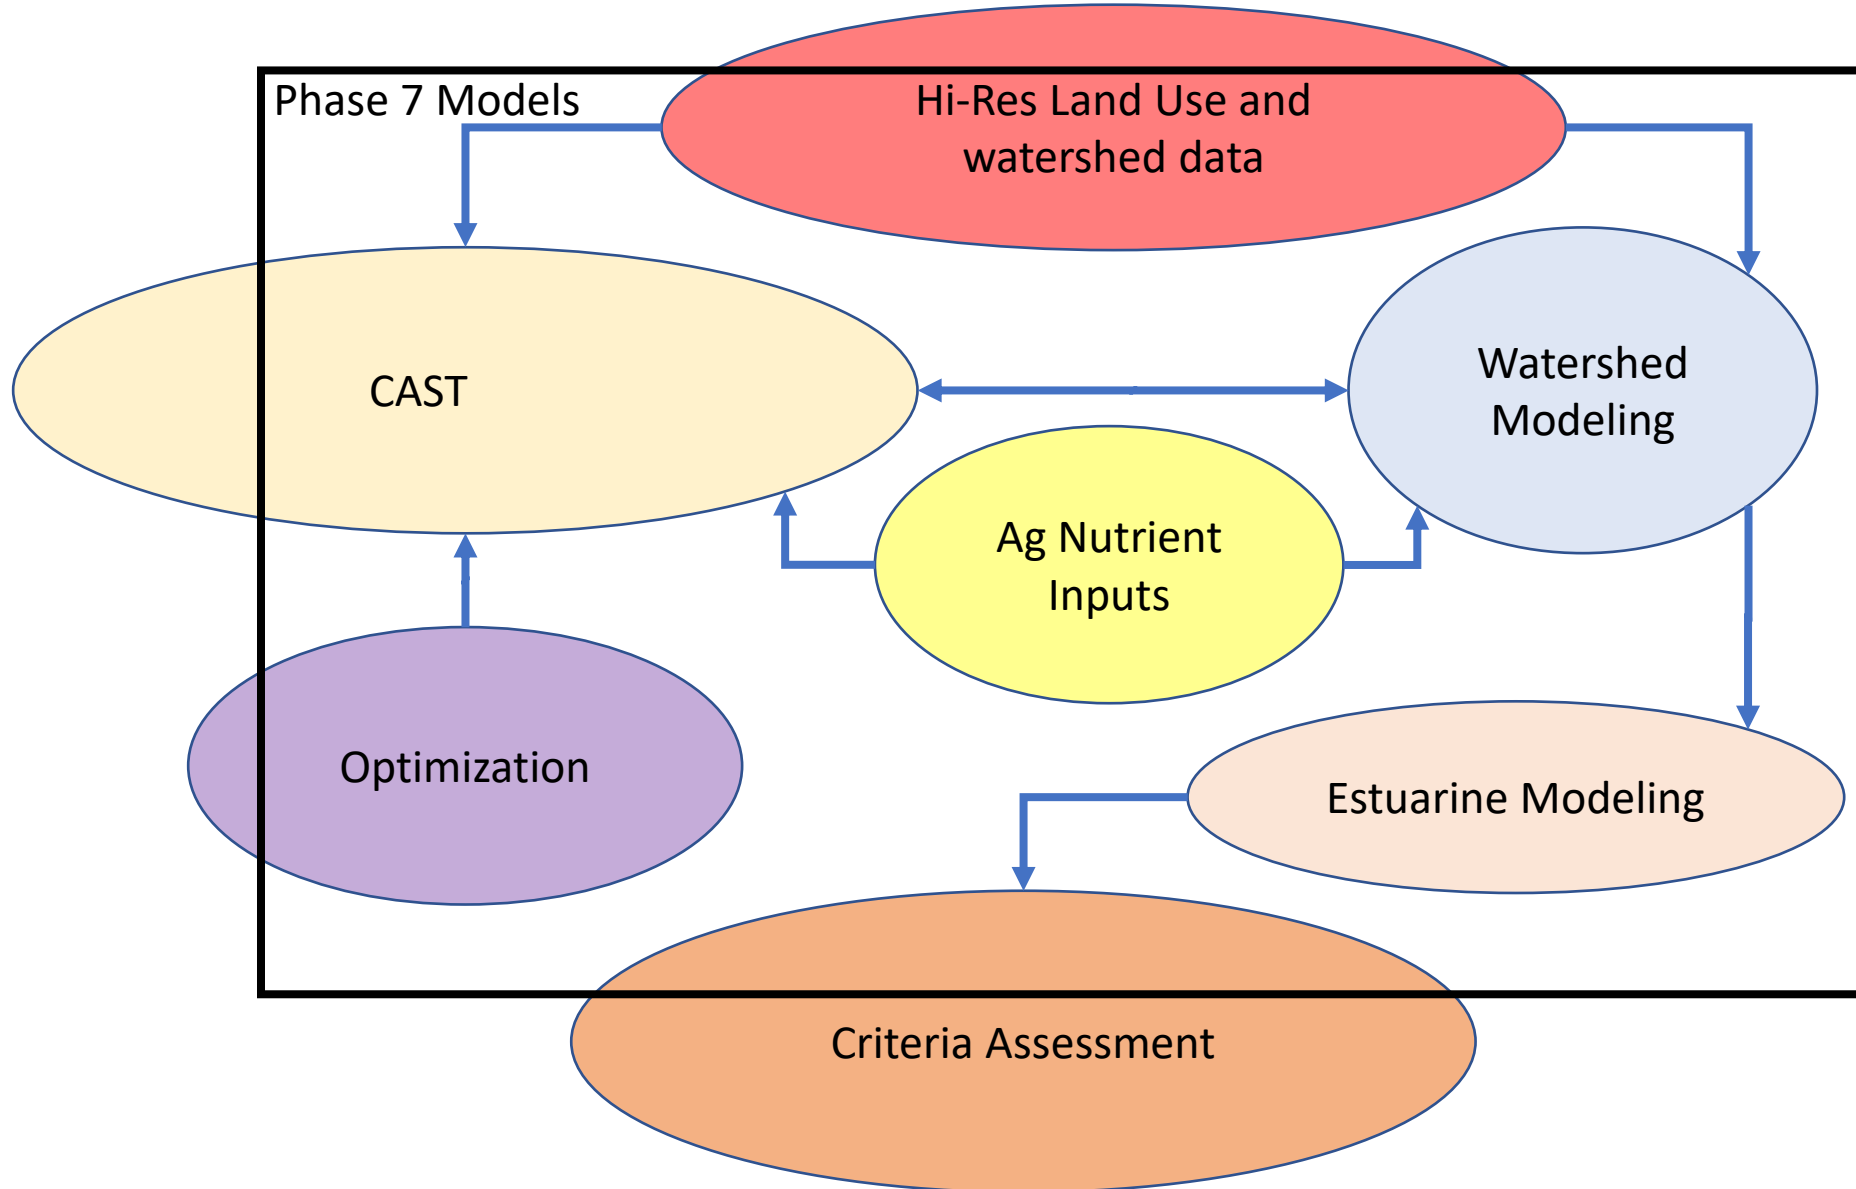 Phase 7 Models
Hi-Res Land Use and
watershed data
CAST
Watershed
Modeling
Ag Nutrient
Inputs
Optimization
Estuarine Modeling
Criteria Assessment